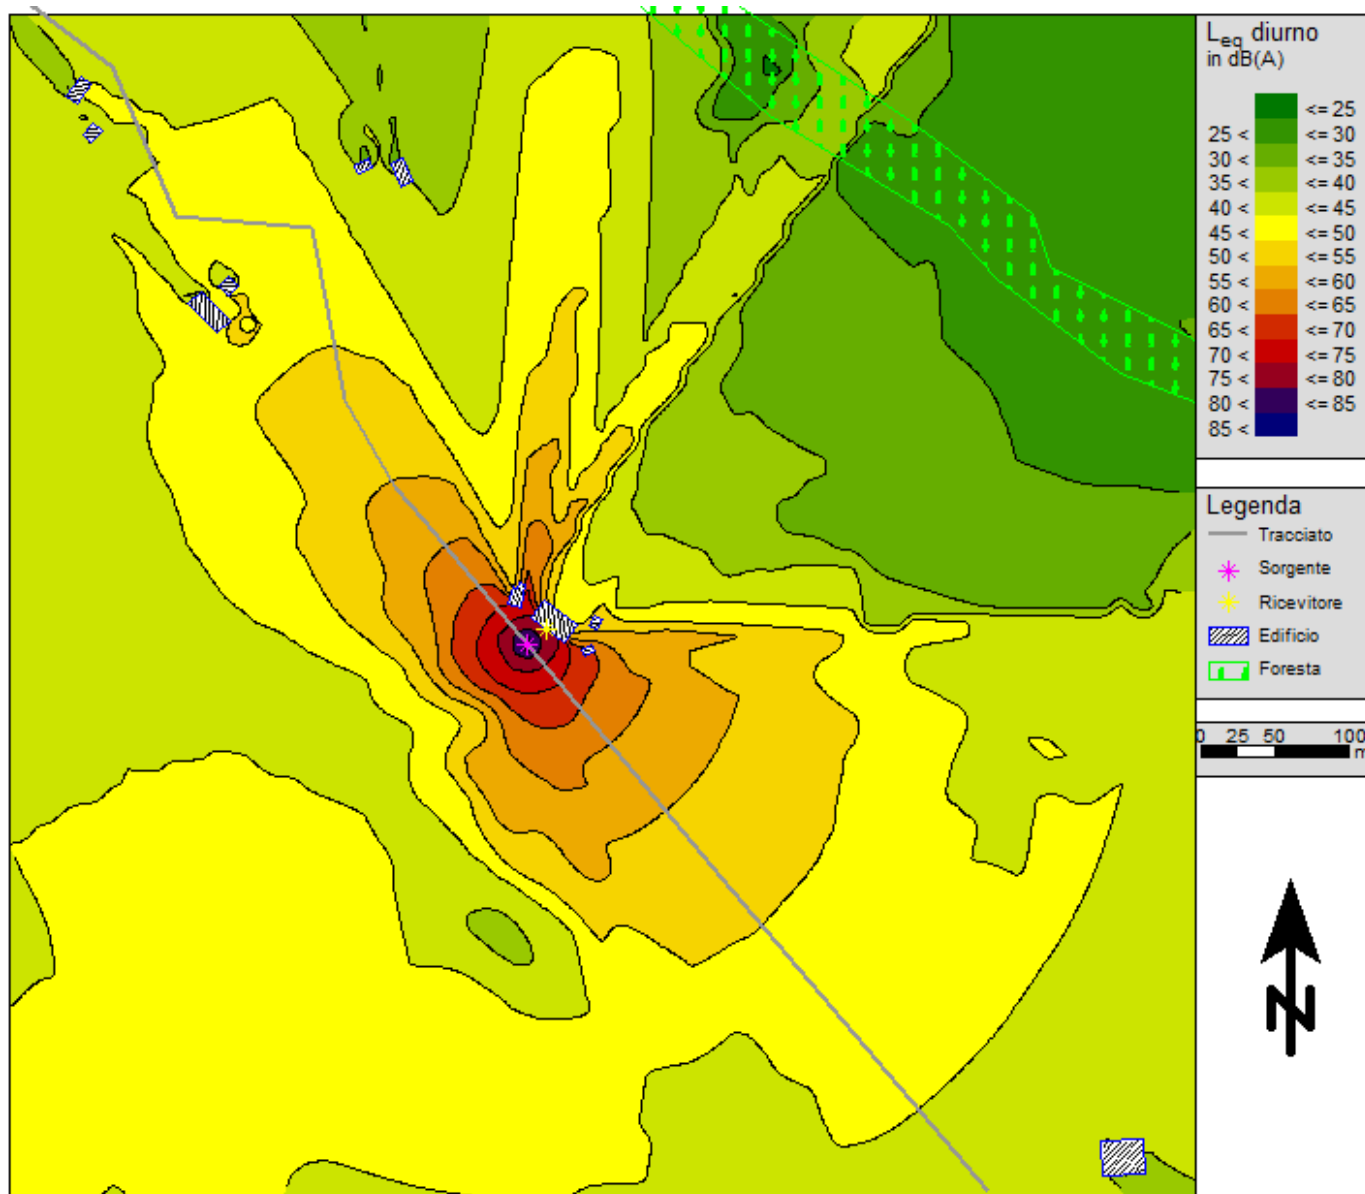 Leq diurno
in dB(A)
<= 25
25 < <= 30
30 < <= 35
35 < <= 40
40 < <= 45
45 < <= 50
50 < <= 55
55 < <= 60
60 < <= 65
65 < <= 70
70 < <= 75
75 < <= 80
80 < <= 85
85 <
Legenda
Tracciato
Sorgente
Ricevitore
Edificio
Foresta
0 25 50 100
m
N